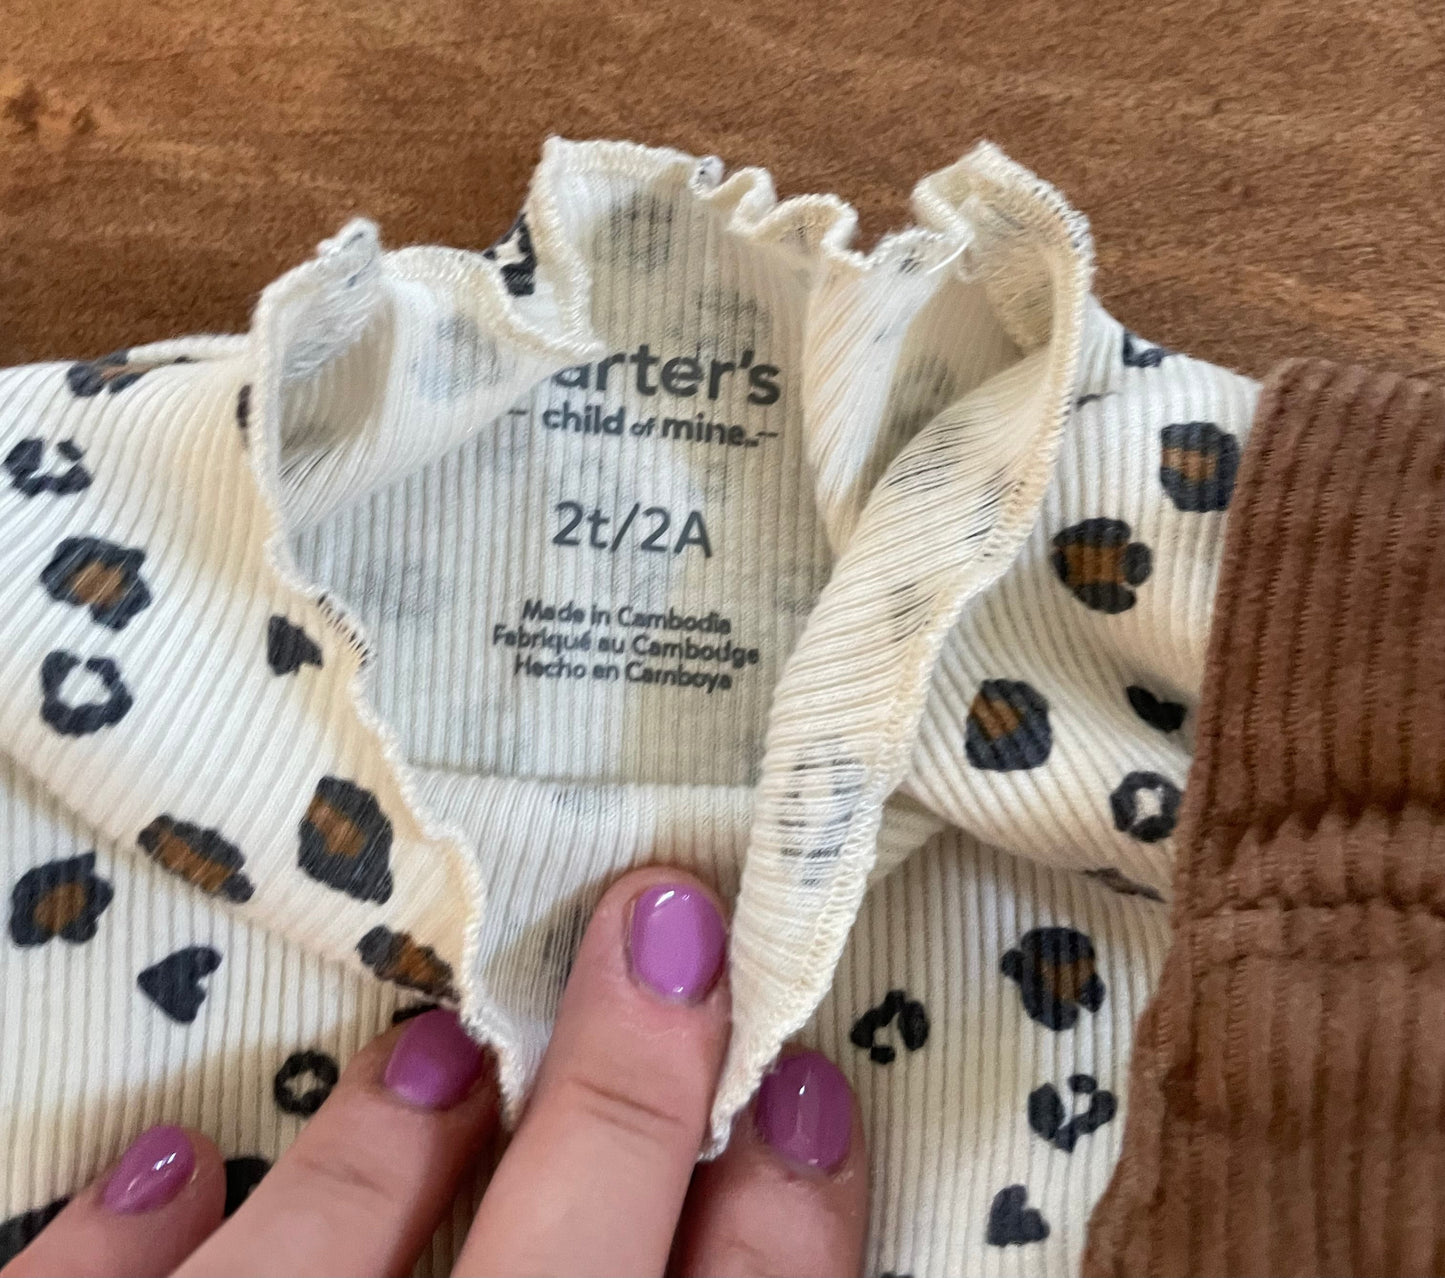 arter's
child of mine
2t/2A
Made in Cambodia
Fabriqué au Cambodge
Hecho en Camboya